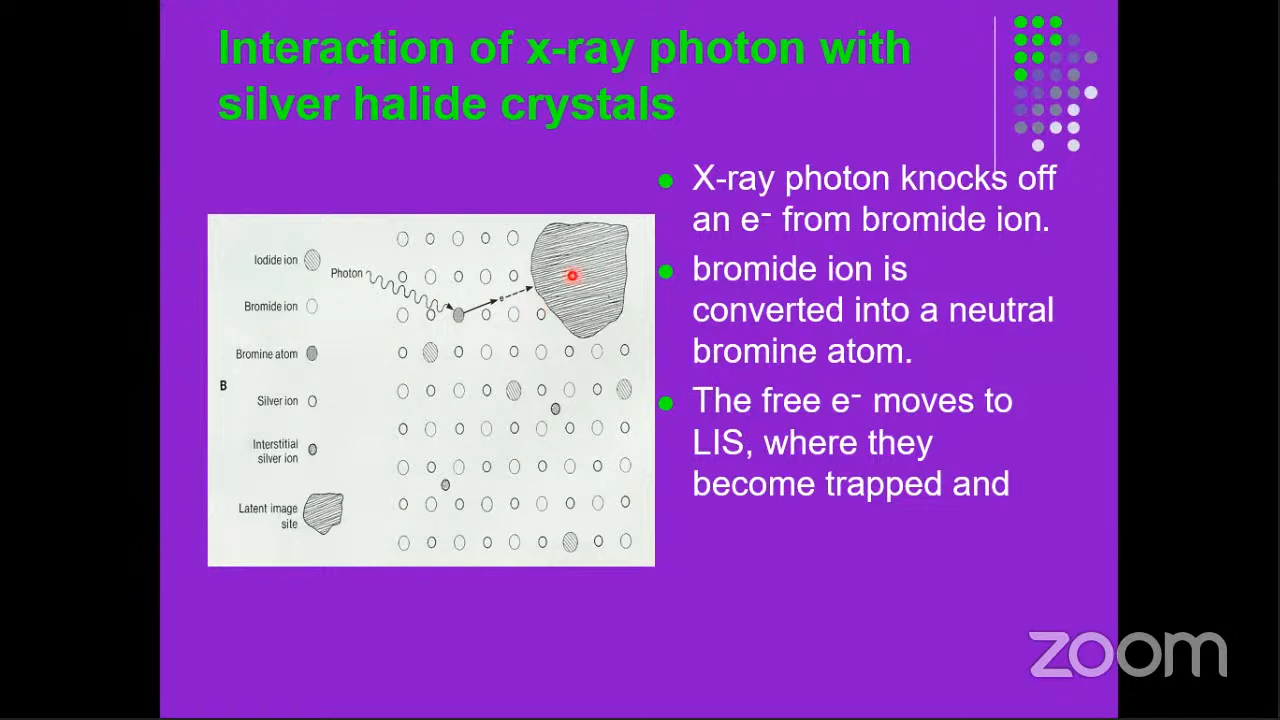 Interaction of x-ray photon with
silver halide crystals
X-ray photon knocks off
an e- from bromide ion.
bromide ion is
converted into a neutral
bromine atom.
The free e- moves to
LIS, where they
become trapped and
Iodide ion
Photon
Bromide ion
e
Bromine atom
B
Silver ion
Interstitial
silver ion
Latent image
site
zoom